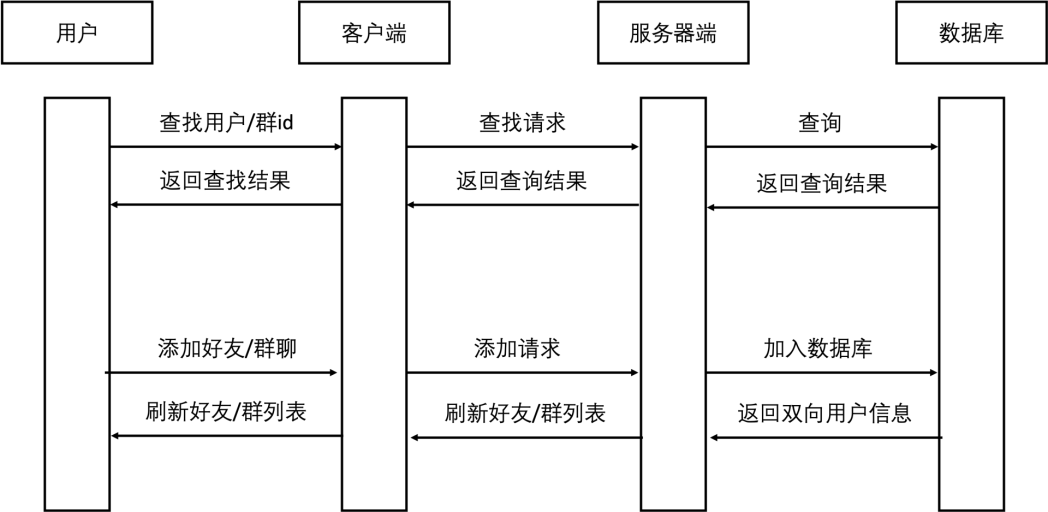 用户
客户端
服务器端
数据库
查找用户/群id
查找请求
查询
返回查找结果
返回查询结果
返回查询结果
添加好友/群聊
添加请求
加入数据库
刷新好友/群列表
刷新好友/群列表
返回双向用户信息